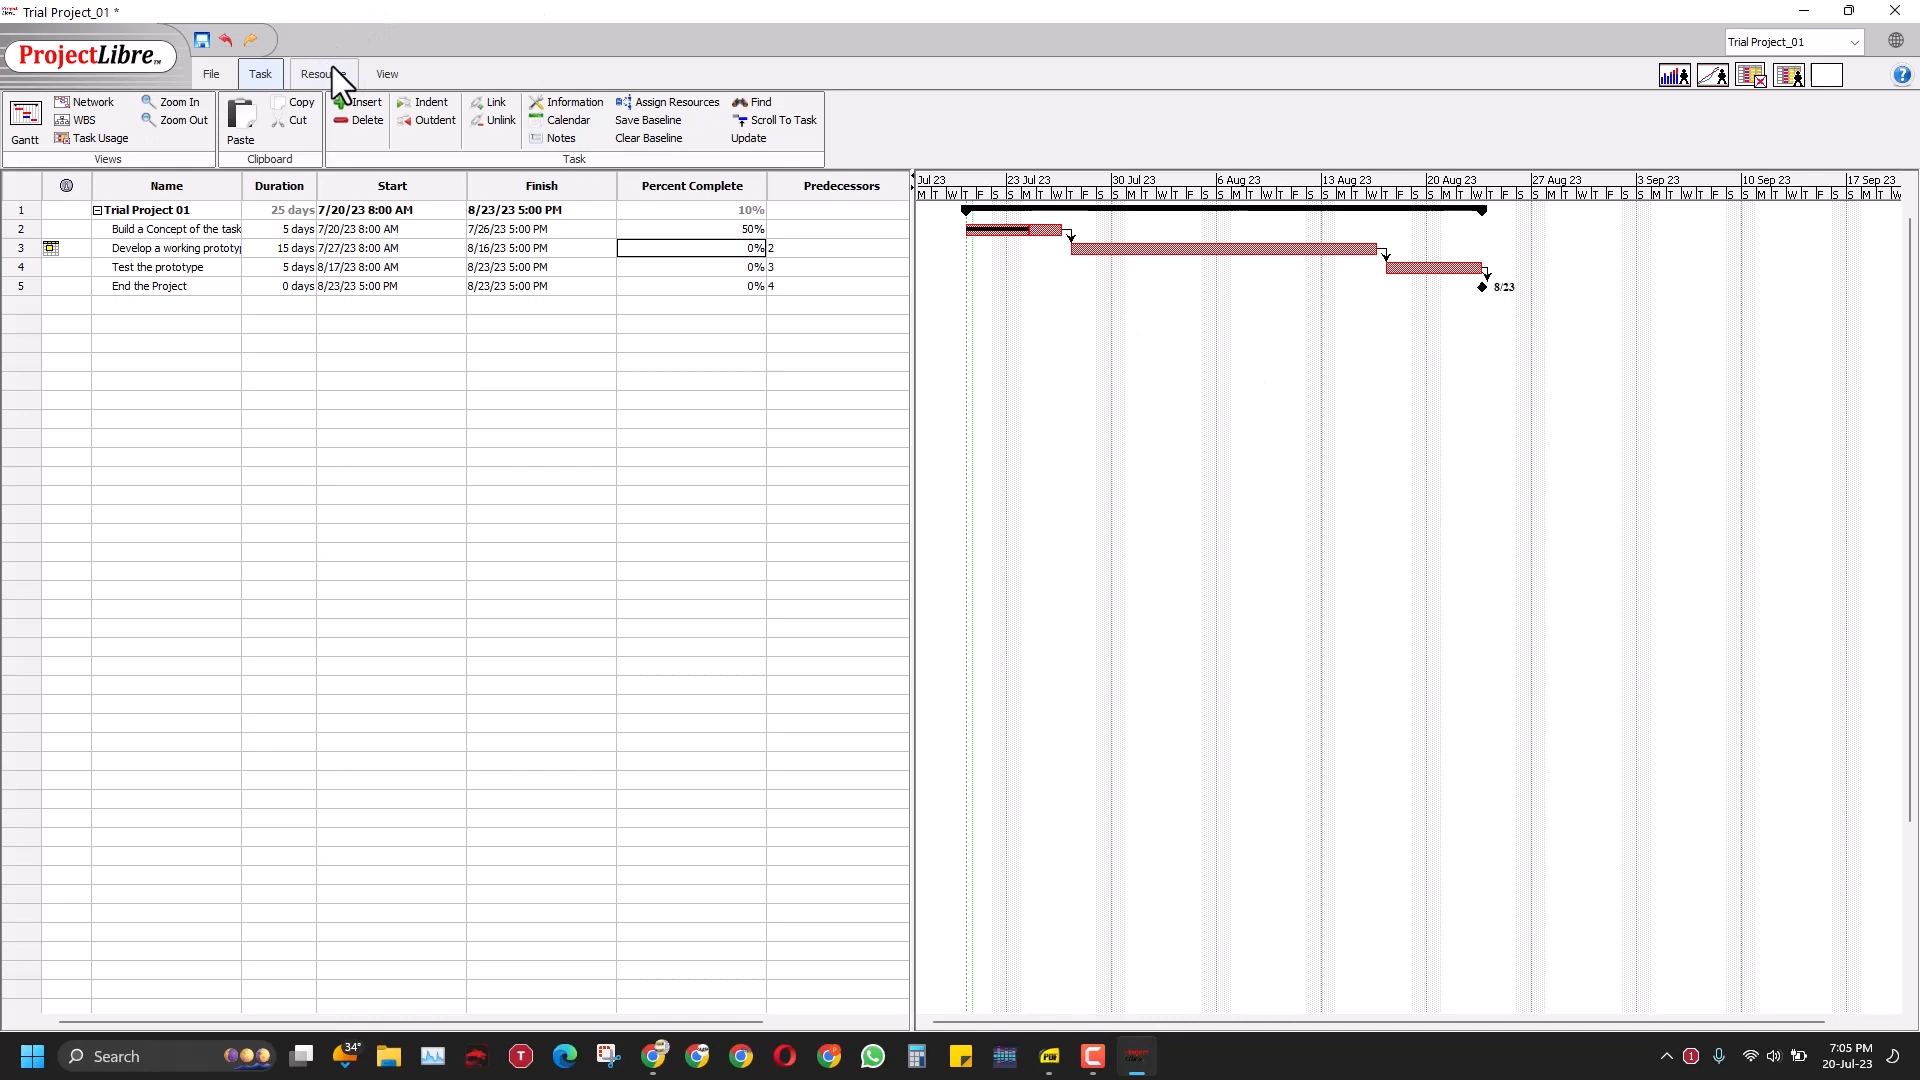 Trial Project_01 *
ProjectLibre
Trial Project_01
File Task View
Network Zoom In Copy Insert Indent Link Information Assign Resources Find
WBS Zoom Out Cut Delete Outdent Unlink Calendar Save Baseline Scroll To Task
Gantt Task Usage Paste Notes Clear Baseline Update
Views Clipboard Task
Name Duration Start Finish Percent Complete Predecessors
Jul 23 23 Jul 23 30 Jul 23 6 Aug 23 13 Aug 23 20 Aug 23 27 Aug 23 3 Sep 23 10 Sep 23 17 Sep 23
M T W T F S S M T W T F S S M T W T F S S M T W T F S S M T W T F S S M T W T F S S M T W T F S S M T W T F S S M T W T F S S M T W
1 Trial Project 01 25 days 7/20/23 8:00 AM 8/23/23 5:00 PM 10%
2 Build a Concept of the task 5 days 7/20/23 8:00 AM 7/26/23 5:00 PM 50%
3 Develop a working prototyp 15 days 7/27/23 8:00 AM 8/16/23 5:00 PM 0% 2
4 Test the prototype 5 days 8/17/23 8:00 AM 8/23/23 5:00 PM 0% 3
5 End the Project 0 days 8/23/23 5:00 PM 8/23/23 5:00 PM 0% 4
8/23
Search
34°
7:05 PM
20-Jul-23